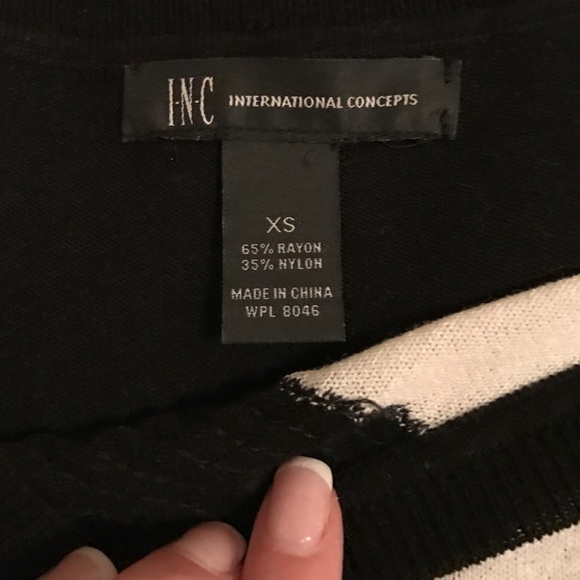 I·N·C INTERNATIONAL CONCEPTS
XS
65% RAYON
35% NYLON
MADE IN CHINA
WPL 8046